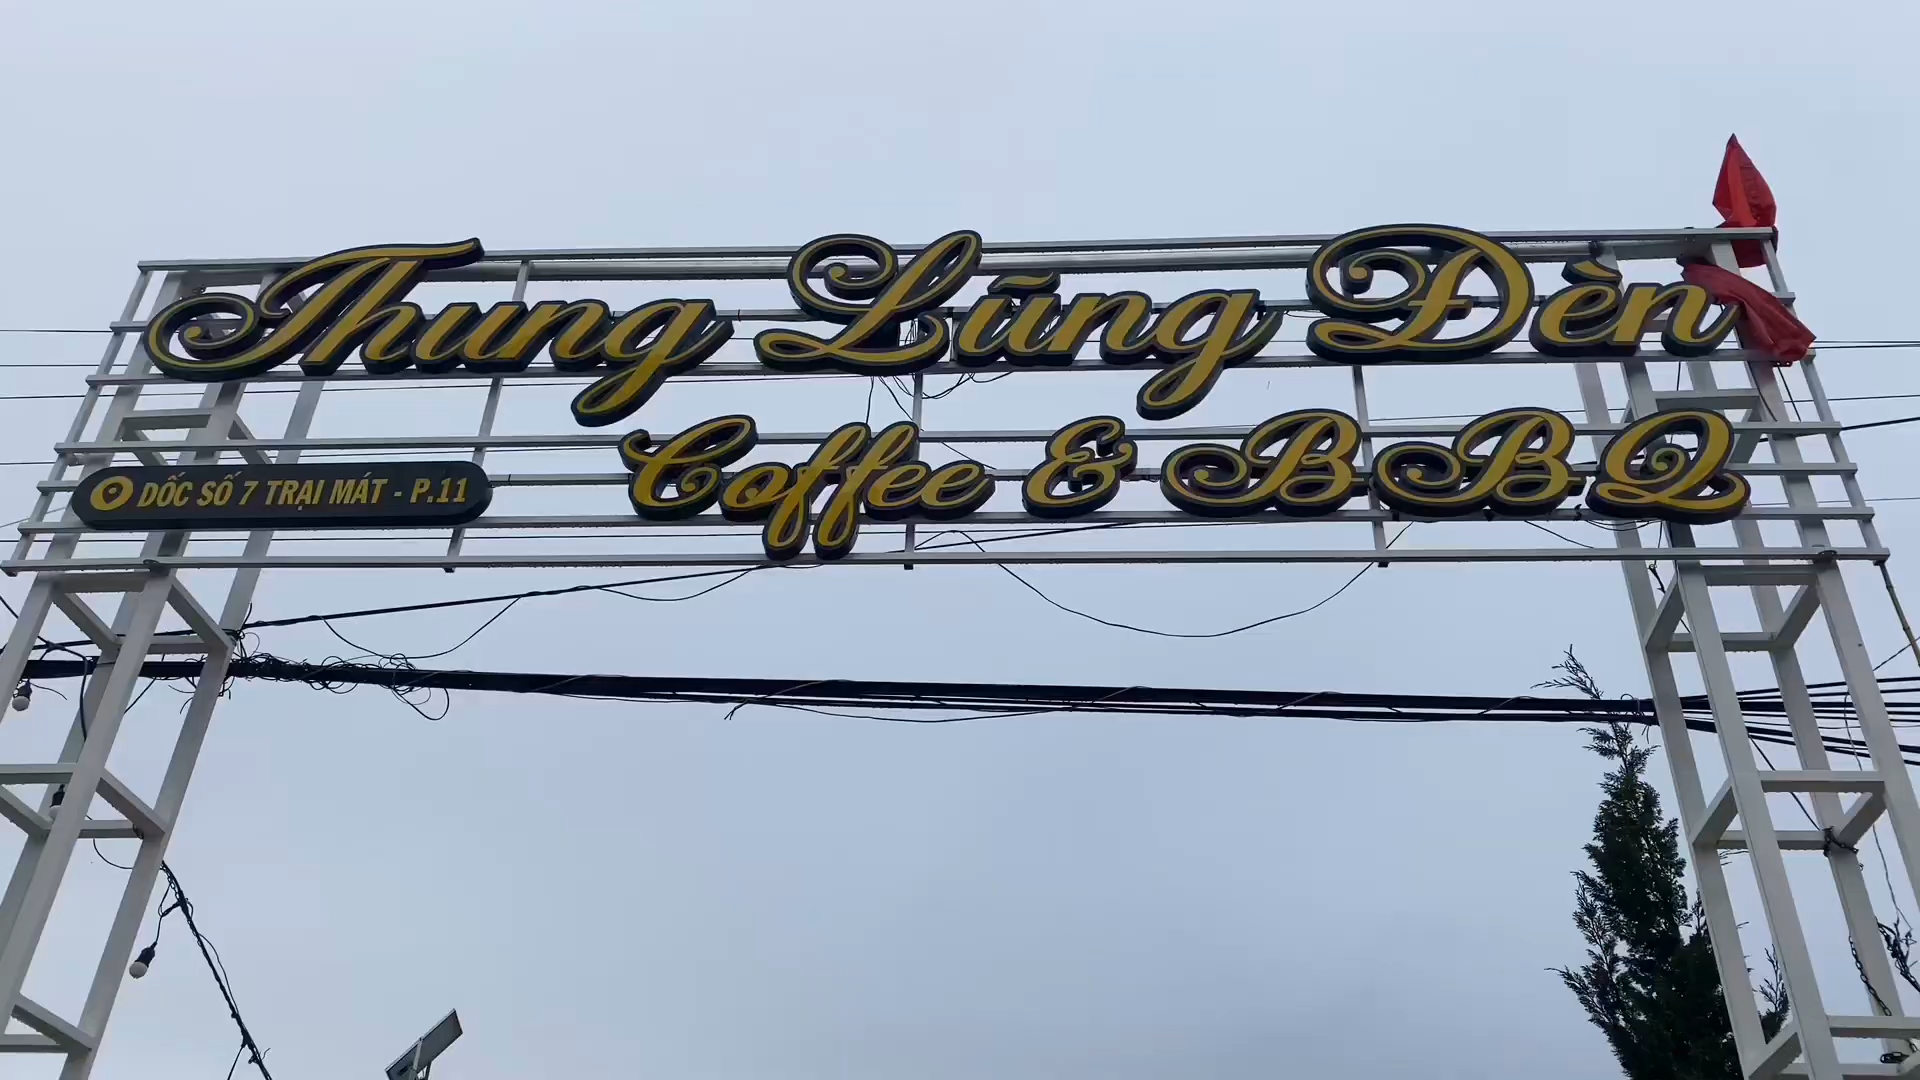 Thung Lũng Đèn
Coffee & BBQ
DỐC SỐ 7 TRẠI MÁT - P.11